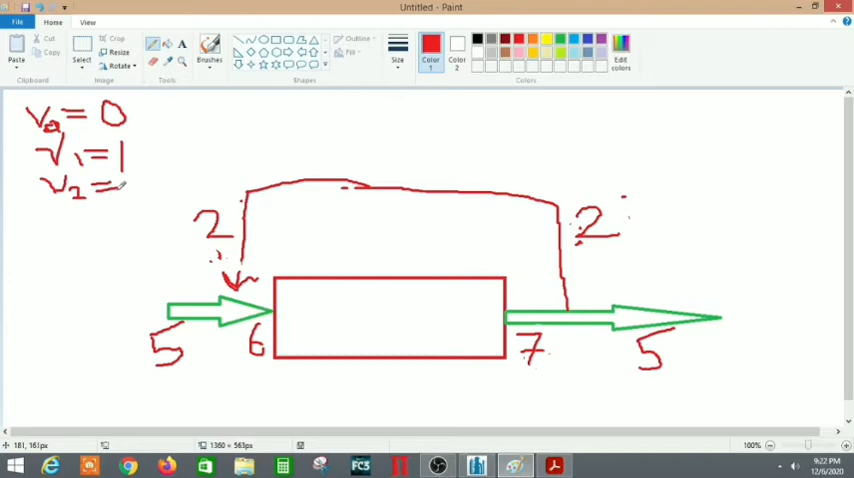 Untitled - Paint
File Home View
Paste
Cut
Copy
Clipboard
Select
Crop
Resize
Rotate
Image
Tools
Brushes
Shapes
Outline
Fill
Size
Color 1
Color 2
Edit colors
Colors
= 0
V1 = 1
V2 =
2 2
5 6 7 5
181, 161px
1360 × 563px
100%
FC3
9:22 PM
12/6/2020